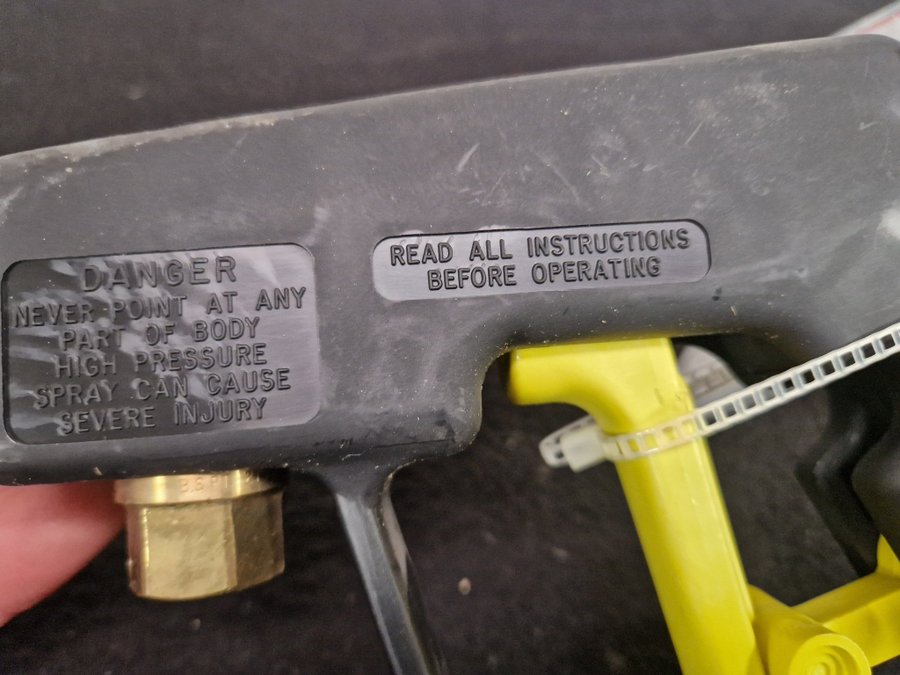 DANGER
NEVER POINT AT ANY
PART OF BODY
HIGH PRESSURE
SPRAY CAN CAUSE
SEVERE INJURY
READ ALL INSTRUCTIONS
BEFORE OPERATING